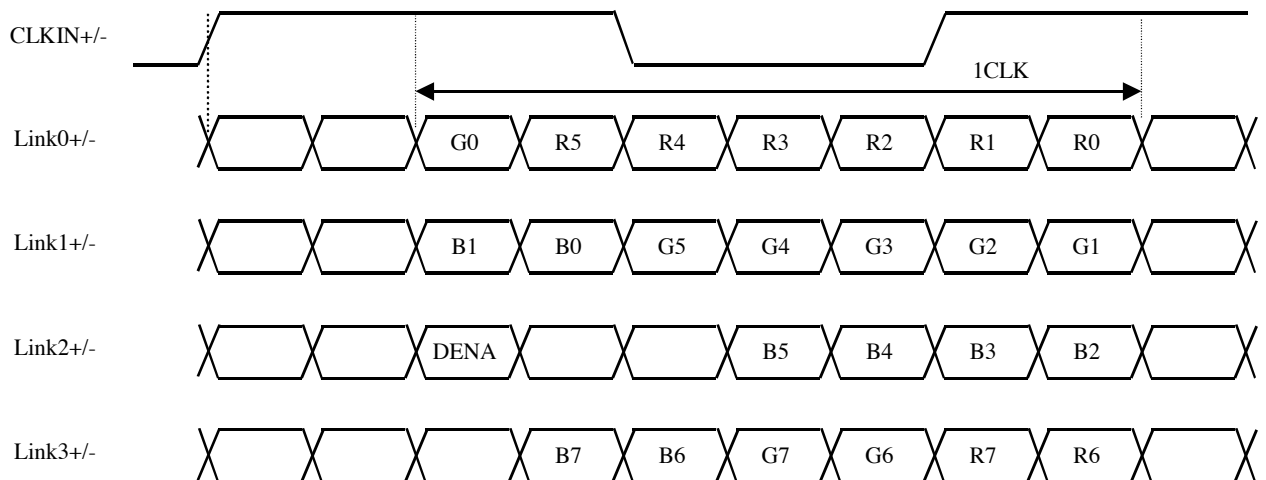 CLKIN+/-
1CLK
Link0+/- G0 R5 R4 R3 R2 R1 R0
Link1+/- B1 B0 G5 G4 G3 G2 G1
Link2+/- DENA B5 B4 B3 B2
Link3+/- B7 B6 G7 G6 R7 R6